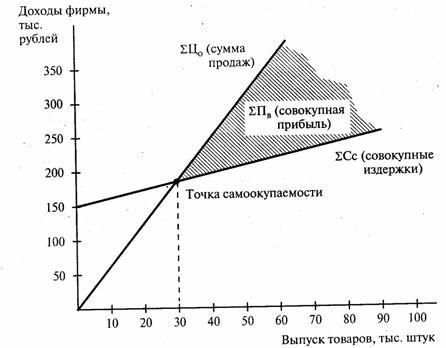 Доходы фирмы,
тыс.
рублей
ΣЦо (сумма
продаж)
350
300
ΣПв (совокупная
прибыль)
250
200
ΣСс (совокупные
издержки)
Точка самоокупаемости
150
100
50
10 20 30 40 50 60 70 80 90 100
Выпуск товаров, тыс. штук